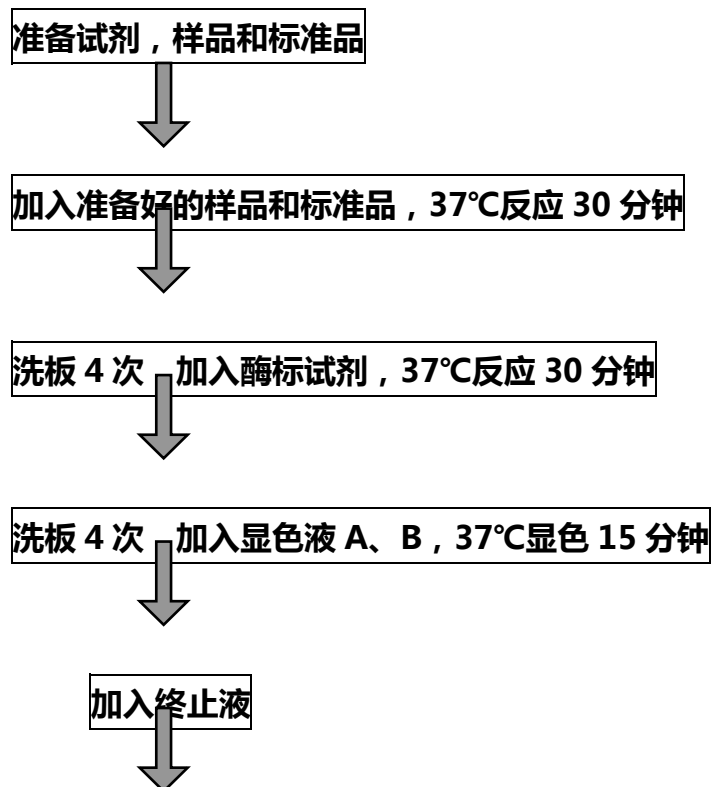 准备试剂，样品和标准品
加入准备好的样品和标准品，37℃反应 30 分钟
洗板 4 次 加入酶标试剂，37℃反应 30 分钟
洗板 4 次 加入显色液 A、B，37℃显色 15 分钟
加入终止液